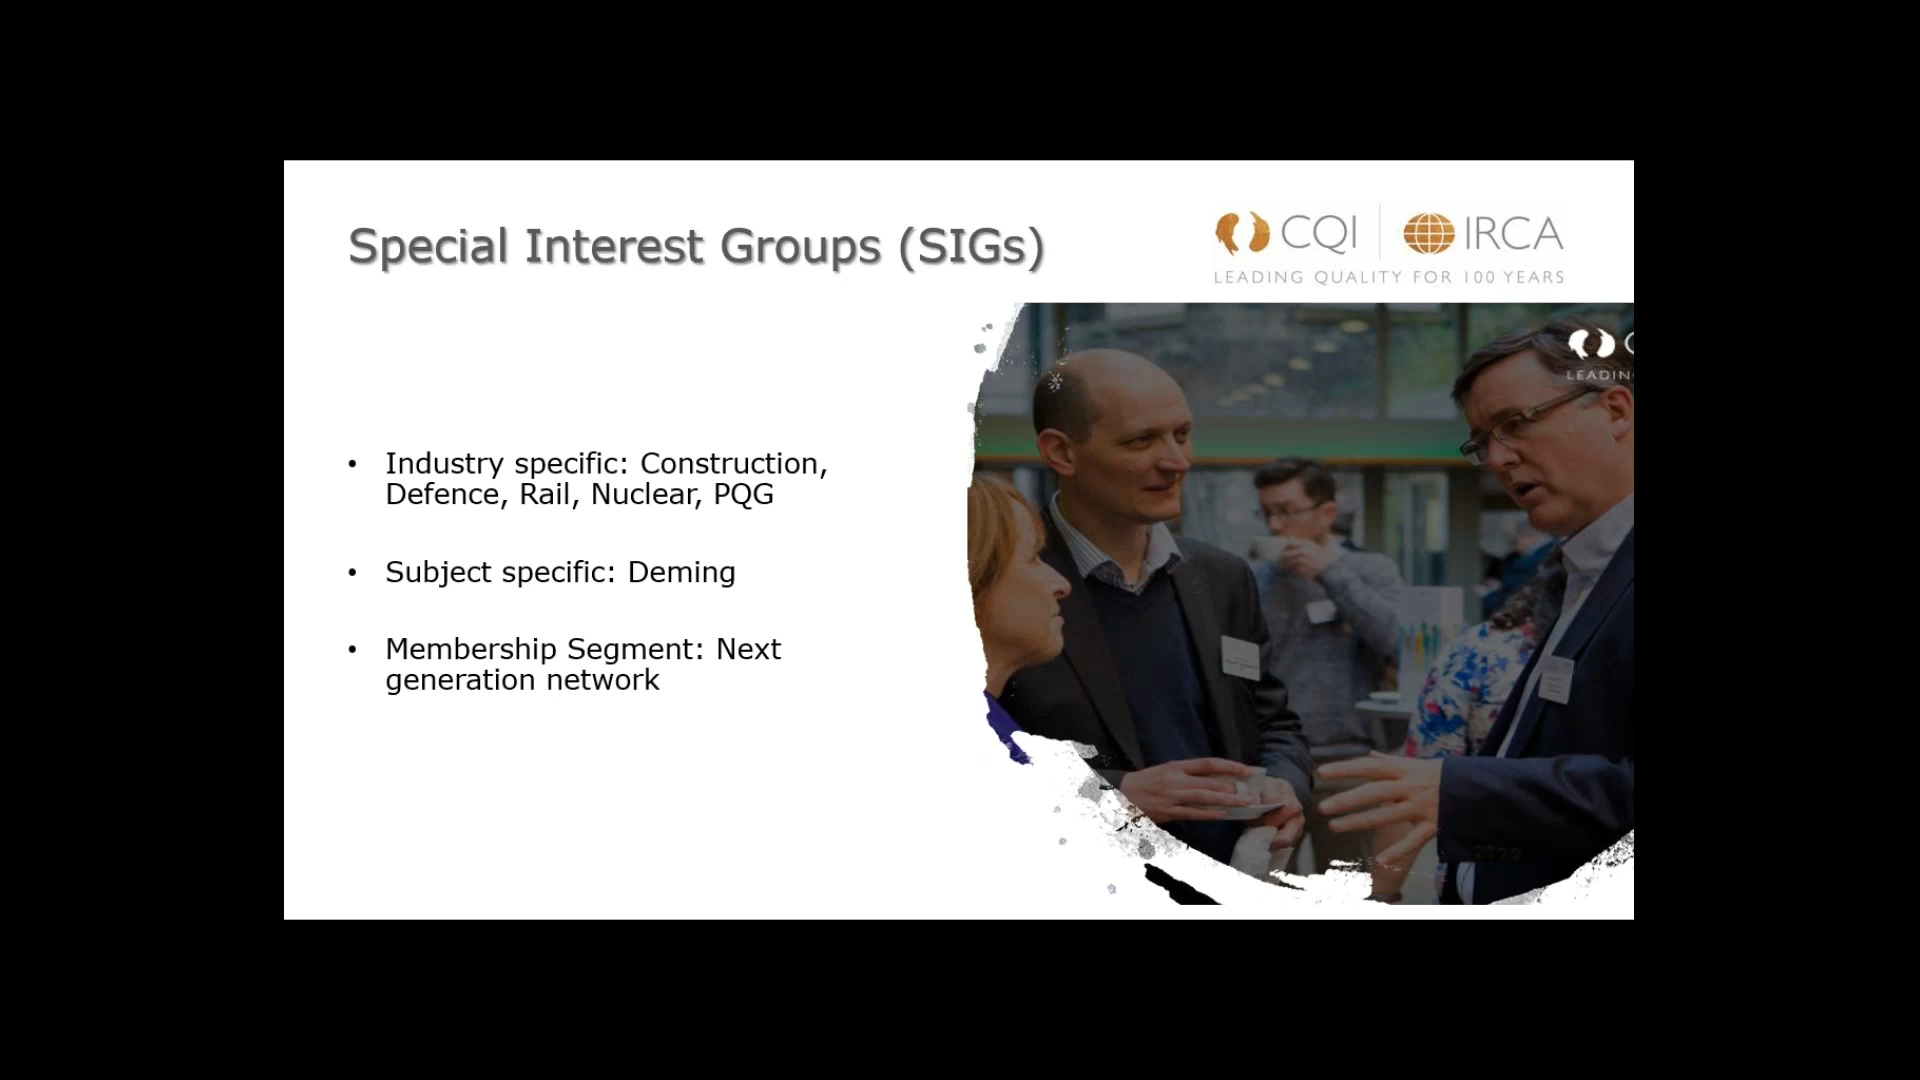 Special Interest Groups (SIGs)
CQI IRCA
LEADING QUALITY FOR 100 YEARS
LEADIN
• Industry specific: Construction,
Defence, Rail, Nuclear, PQG
• Subject specific: Deming
• Membership Segment: Next
generation network